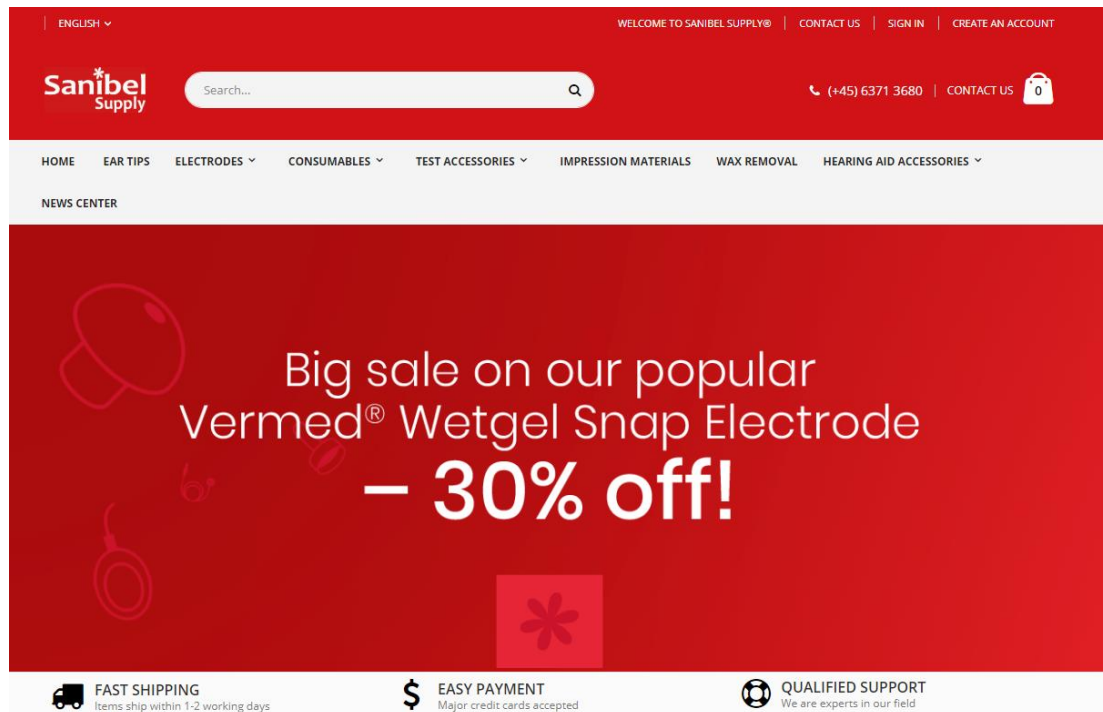 ENGLISH
WELCOME TO SANIBEL SUPPLY® | CONTACT US | SIGN IN | CREATE AN ACCOUNT
Sanibel
Supply
Search...
(+45) 6371 3680 | CONTACT US
0
HOME EAR TIPS ELECTRODES CONSUMABLES TEST ACCESSORIES IMPRESSION MATERIALS WAX REMOVAL HEARING AID ACCESSORIES
NEWS CENTER
Big sale on our popular
Vermed® Wetgel Snap Electrode
– 30% off!
FAST SHIPPING
Items ship within 1-2 working days
EASY PAYMENT
Major credit cards accepted
QUALIFIED SUPPORT
We are experts in our field